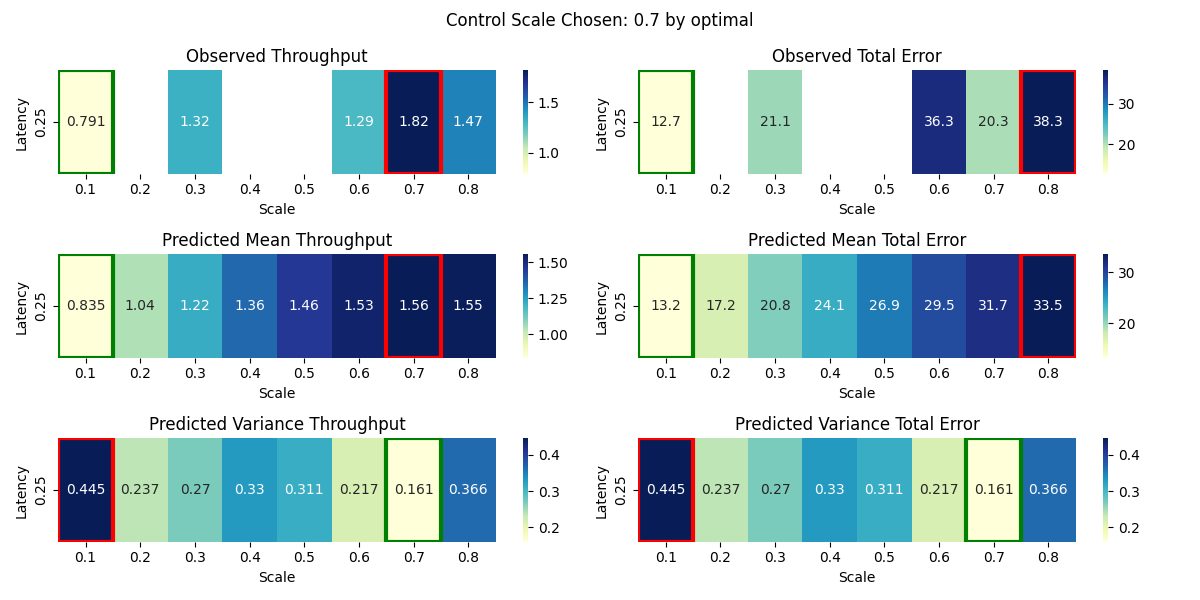 Control Scale Chosen: 0.7 by optimal
Observed Throughput
Latency
0.25
0.791 1.32 1.29 1.82 1.47
0.1 0.2 0.3 0.4 0.5 0.6 0.7 0.8
Scale
1.5
1.0
Observed Total Error
Latency
0.25
12.7 21.1 36.3 20.3 38.3
0.1 0.2 0.3 0.4 0.5 0.6 0.7 0.8
Scale
30
20
Predicted Mean Throughput
Latency
0.25
0.835 1.04 1.22 1.36 1.46 1.53 1.56 1.55
0.1 0.2 0.3 0.4 0.5 0.6 0.7 0.8
Scale
1.50
1.25
1.00
Predicted Mean Total Error
Latency
0.25
13.2 17.2 20.8 24.1 26.9 29.5 31.7 33.5
0.1 0.2 0.3 0.4 0.5 0.6 0.7 0.8
Scale
30
20
Predicted Variance Throughput
Latency
0.25
0.445 0.237 0.27 0.33 0.311 0.217 0.161 0.366
0.1 0.2 0.3 0.4 0.5 0.6 0.7 0.8
Scale
0.4
0.3
0.2
Predicted Variance Total Error
Latency
0.25
0.445 0.237 0.27 0.33 0.311 0.217 0.161 0.366
0.1 0.2 0.3 0.4 0.5 0.6 0.7 0.8
Scale
0.4
0.3
0.2